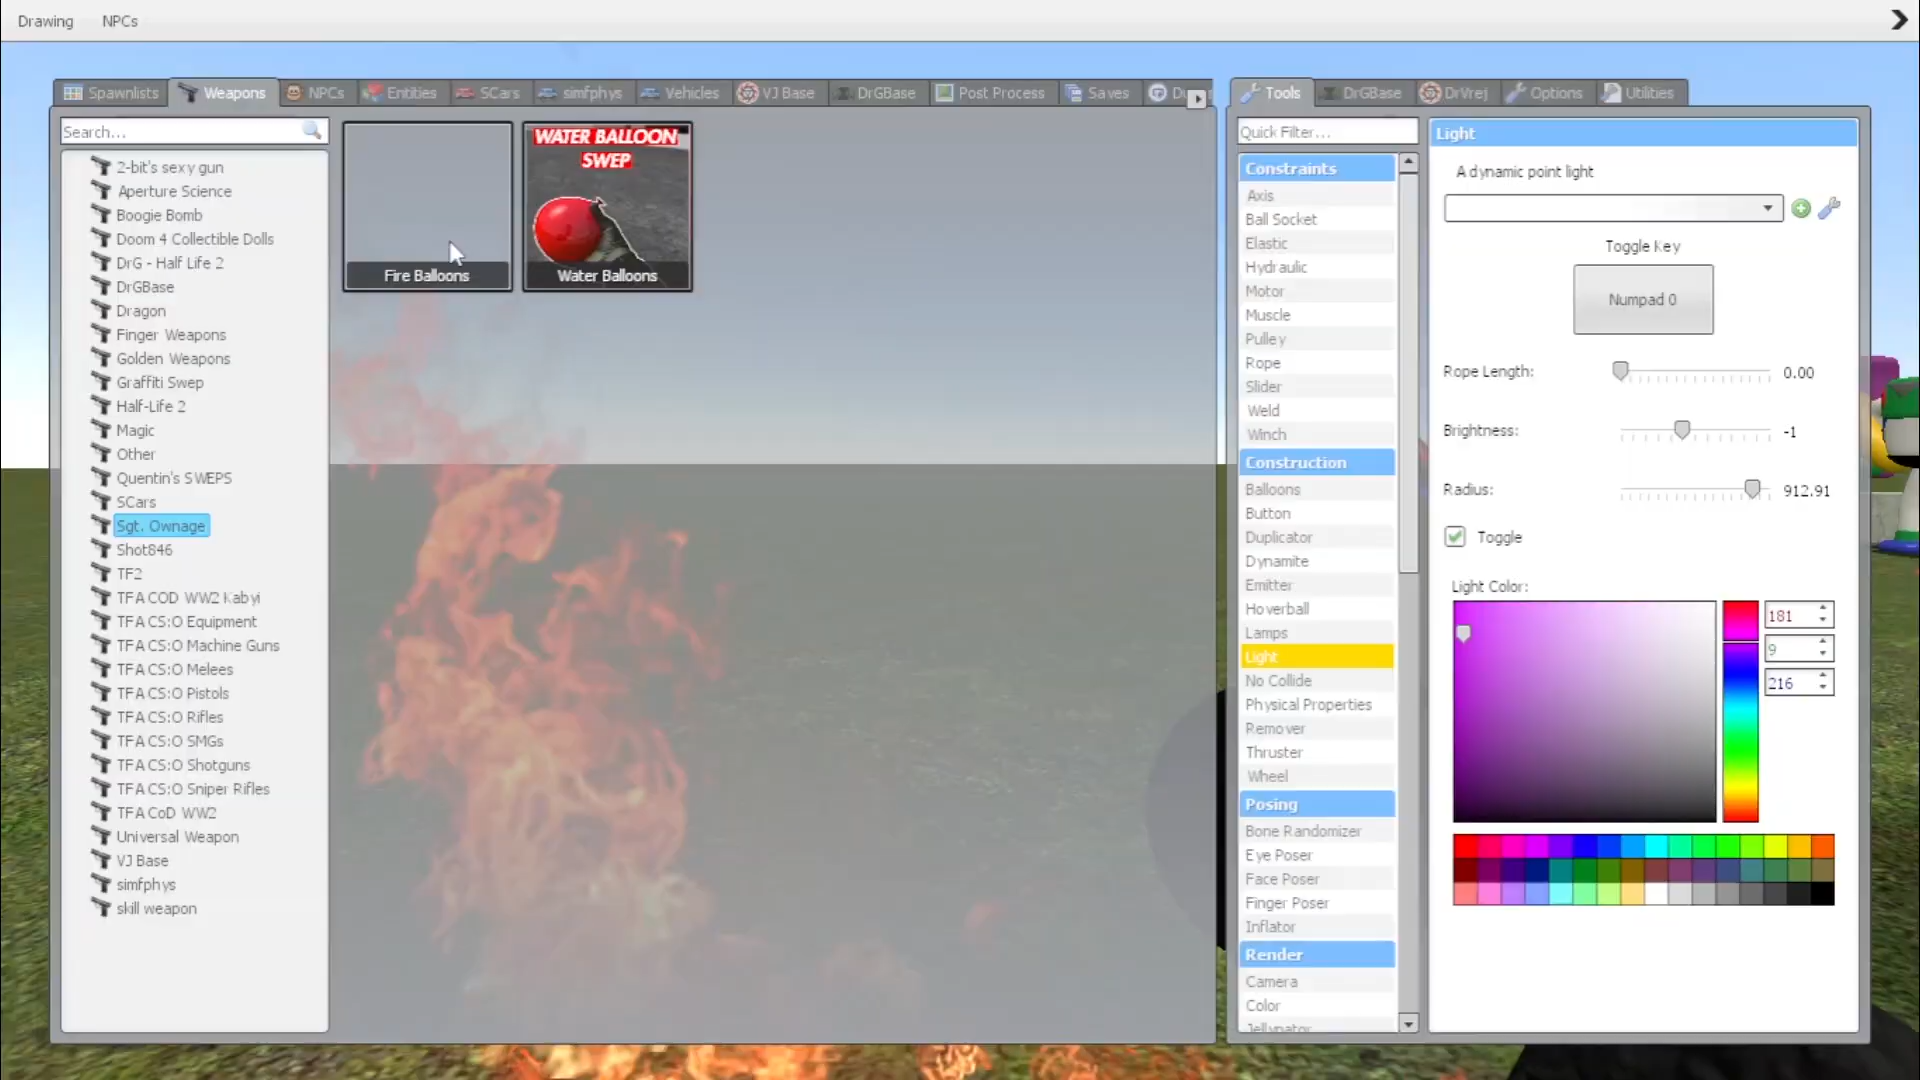 Drawing NPCs
Spawnlists Weapons NPCs Entities SCars simfphys Vehicles VJ Base DrGBase Post Process Saves
Search...
2-bit's sexy gun
Aperture Science
Boogie Bomb
Doom 4 Collectible Dolls
DrG - Half Life 2
DrGBase
Dragon
Finger Weapons
Golden Weapons
Graffiti Swep
Half-Life 2
Magic
Other
Quentin's SWEPS
SCars
Sgt. Ownage
Shot846
TF2
TFA COD WW2 Kabyi
TFA CS:O Equipment
TFA CS:O Machine Guns
TFA CS:O Melees
TFA CS:O Pistols
TFA CS:O Rifles
TFA CS:O SMGs
TFA CS:O Shotguns
TFA CS:O Sniper Rifles
TFA CoD WW2
Universal Weapon
VJ Base
simfphys
skill weapon
Fire Balloons
WATER BALLOON
SWEP
Water Balloons
Tools DrGBase DrVrej Options Utilities
Quick Filter...
Constraints
Axis
Ball Socket
Elastic
Hydraulic
Motor
Muscle
Pulley
Rope
Slider
Weld
Winch
Construction
Balloons
Button
Duplicator
Dynamite
Emitter
Hoverball
Lamps
Light
No Collide
Physical Properties
Remover
Thruster
Wheel
Posing
Bone Randomizer
Eye Poser
Face Poser
Finger Poser
Inflator
Render
Camera
Color
Light
A dynamic point light
Toggle Key
Numpad 0
Rope Length: 0.00
Brightness: -1
Radius: 912.91
Toggle
Light Color:
181
9
216